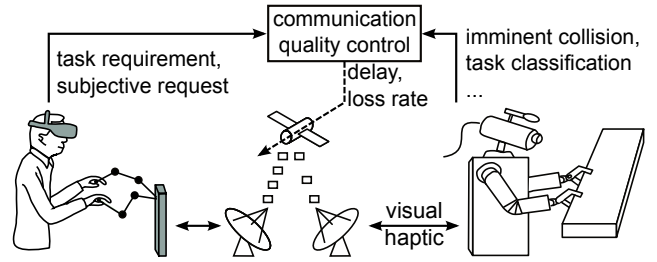 communication
quality control
task requirement,
subjective request
delay,
loss rate
imminent collision,
task classification
...
visual
haptic